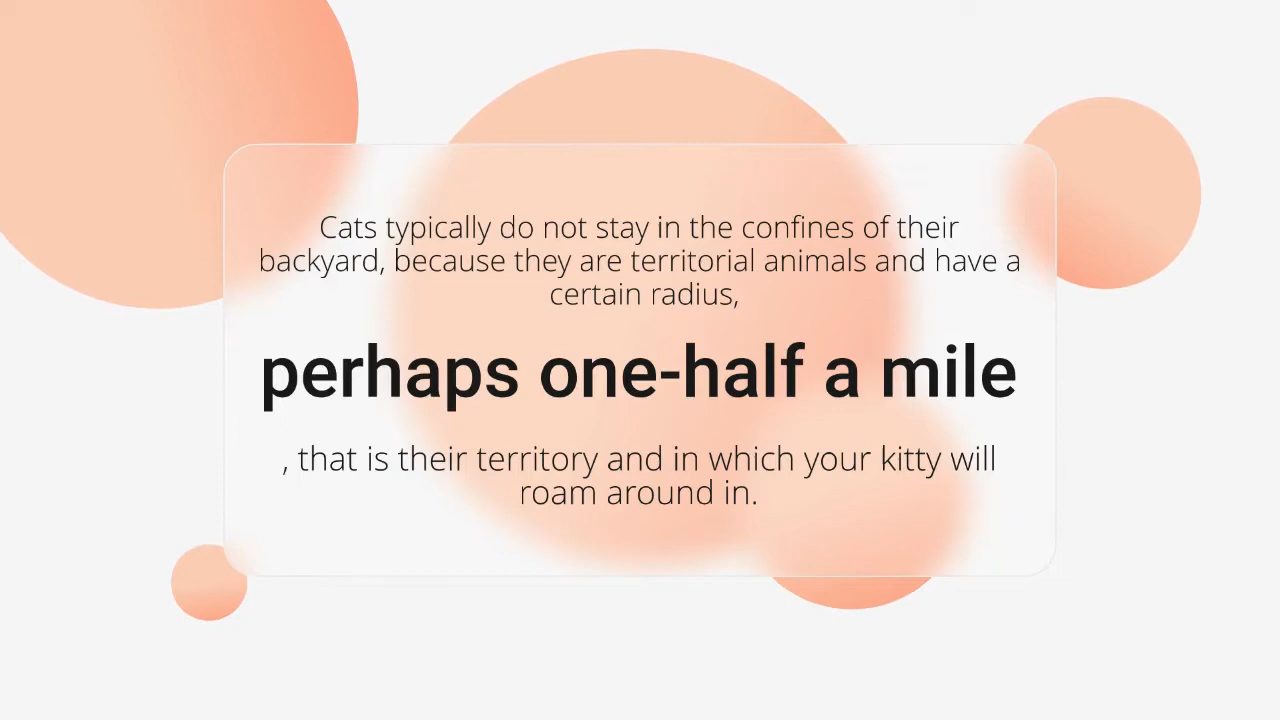 Cats typically do not stay in the confines of their
backyard, because they are territorial animals and have a
certain radius,
perhaps one-half a mile
, that is their territory and in which your kitty will
roam around in.